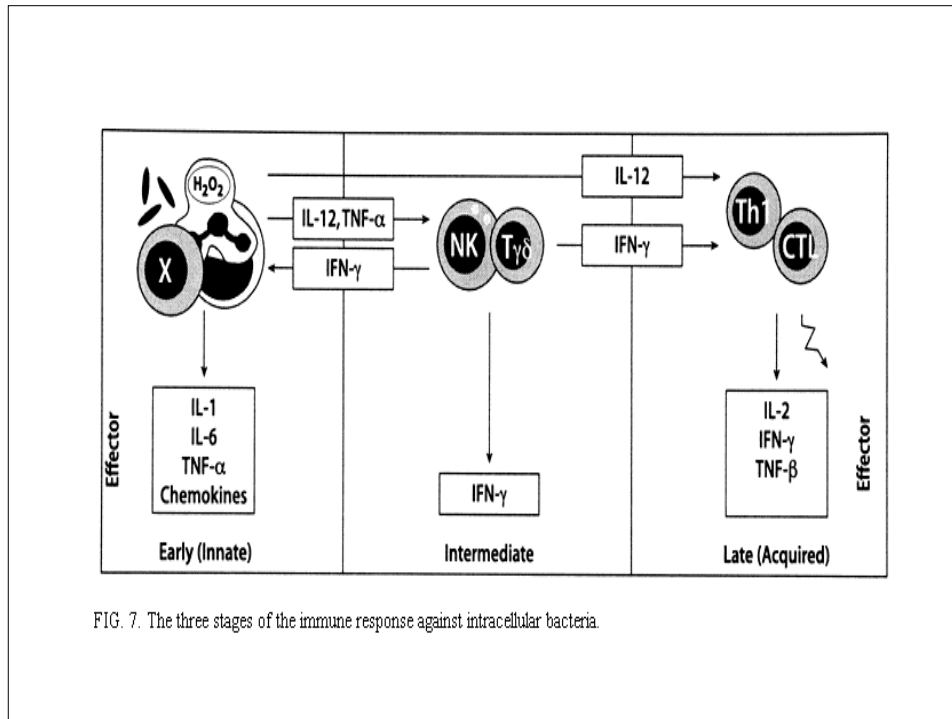 H₂O₂
X
IL-12, TNF-α
IFN-γ
NK
Tγδ
IL-12
IFN-γ
Th1
CTL
Effector
IL-1
IL-6
TNF-α
Chemokines
Early (Innate)
IFN-γ
Intermediate
IL-2
IFN-γ
TNF-β
Effector
Late (Acquired)
FIG. 7. The three stages of the immune response against intracellular bacteria.